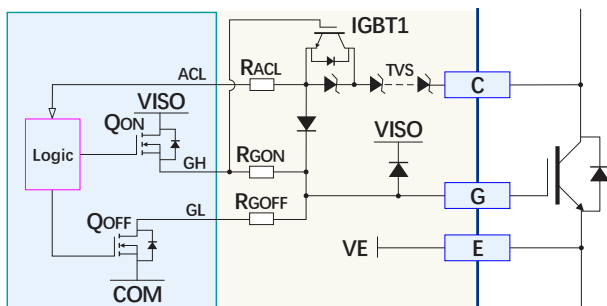 IGBT1
ACL
RACL
TVS
C
VISO
QON
Logic
GH
RGON
VISO
GL
RGOFF
G
QOFF
VE
E
COM